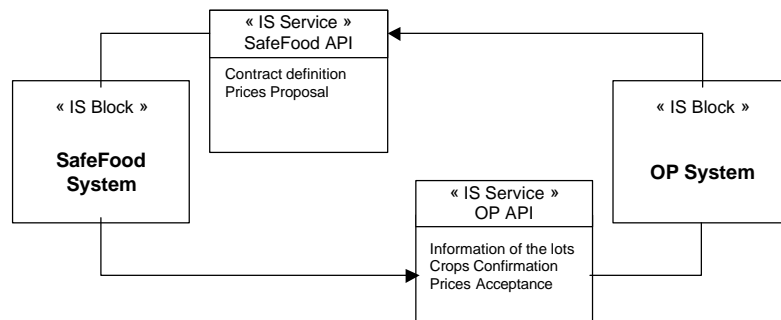 « IS Service »
SafeFood API
Contract definition
Prices Proposal
« IS Block »
SafeFood
System
« IS Block »
OP System
« IS Service »
OP API
Information of the lots
Crops Confirmation
Prices Acceptance